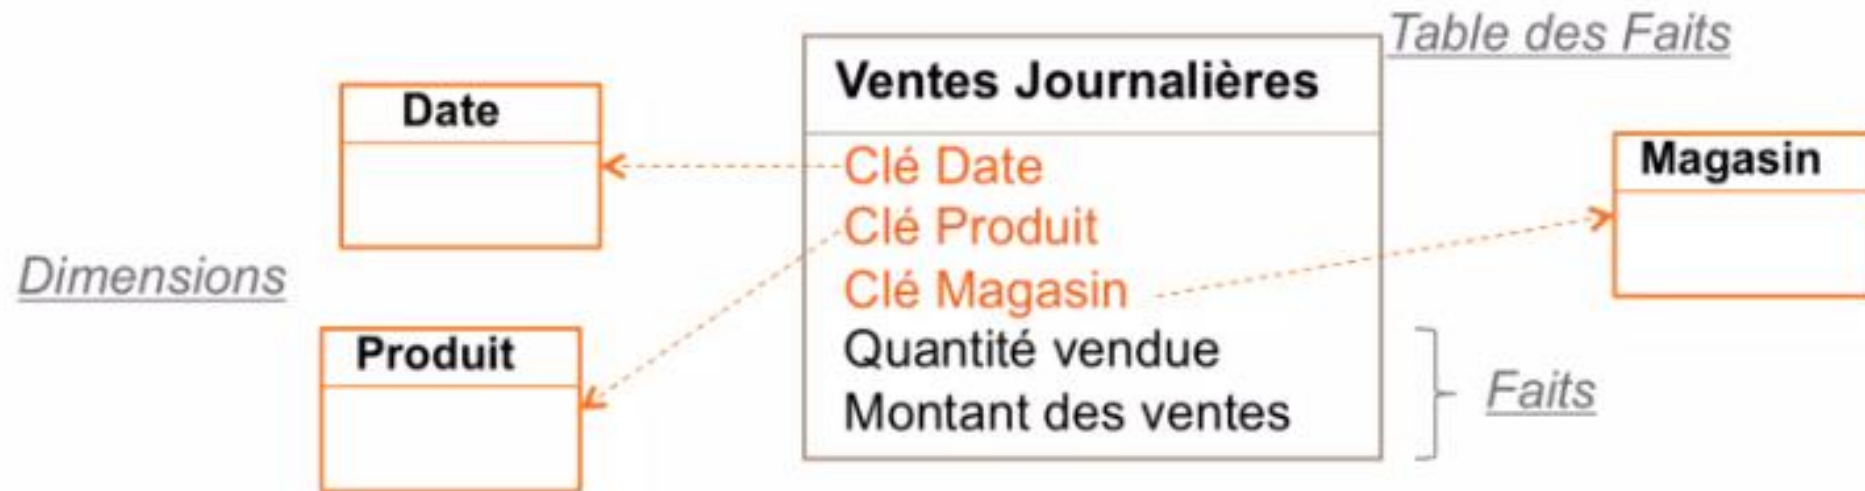 Table des Faits
Ventes Journalières
Date
Clé Date
Magasin
Clé Produit
Dimensions
Clé Magasin
Produit
Quantité vendue
Faits
Montant des ventes